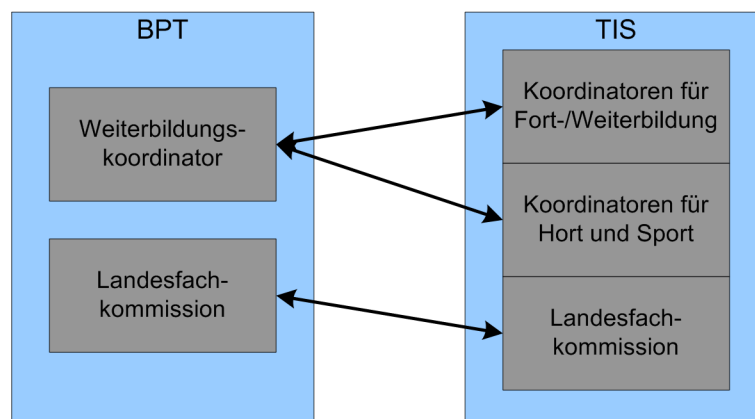 BPT
Weiterbildungs-
koordinator
Landesfach-
kommission
TIS
Koordinatoren für
Fort-/Weiterbildung
Koordinatoren für
Hort und Sport
Landesfach-
kommission